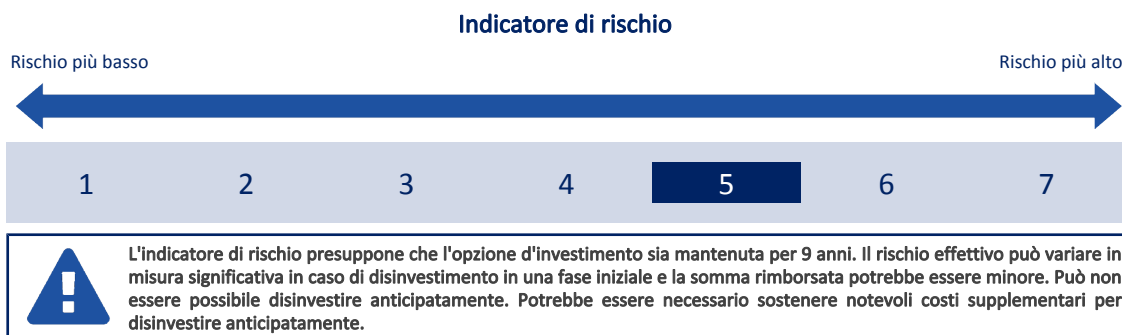 Indicatore di rischio
Rischio più basso
Rischio più alto
1 2 3 4 5 6 7
L'indicatore di rischio presuppone che l'opzione d'investimento sia mantenuta per 9 anni. Il rischio effettivo può variare in
misura significativa in caso di disinvestimento in una fase iniziale e la somma rimborsata potrebbe essere minore. Può non
essere possibile disinvestire anticipatamente. Potrebbe essere necessario sostenere notevoli costi supplementari per
disinvestire anticipatamente.